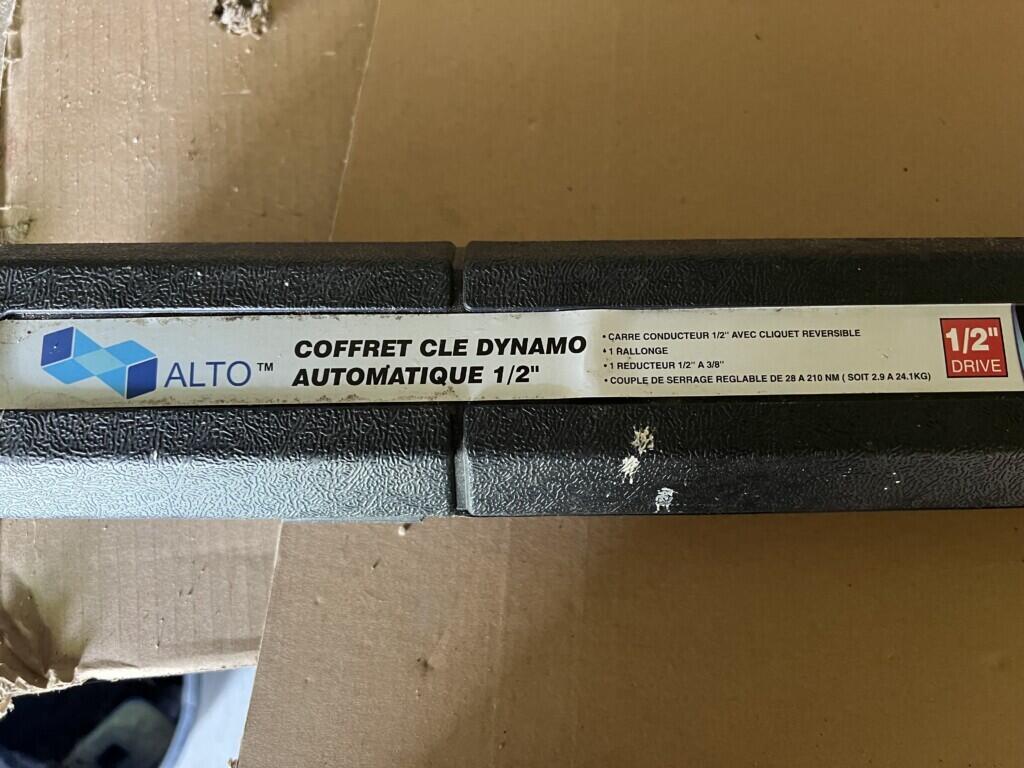 ALTO™
COFFRET CLE DYNAMO
AUTOMATIQUE 1/2"
• CARRE CONDUCTEUR 1/2" AVEC CLIQUET REVERSIBLE
• 1 RALLONGE
• 1 REDUCTEUR 1/2" A 3/8"
• COUPLE DE SERRAGE REGLABLE DE 28 A 210 NM ( SOIT 2.9 A 24.1KG)
1/2"
DRIVE